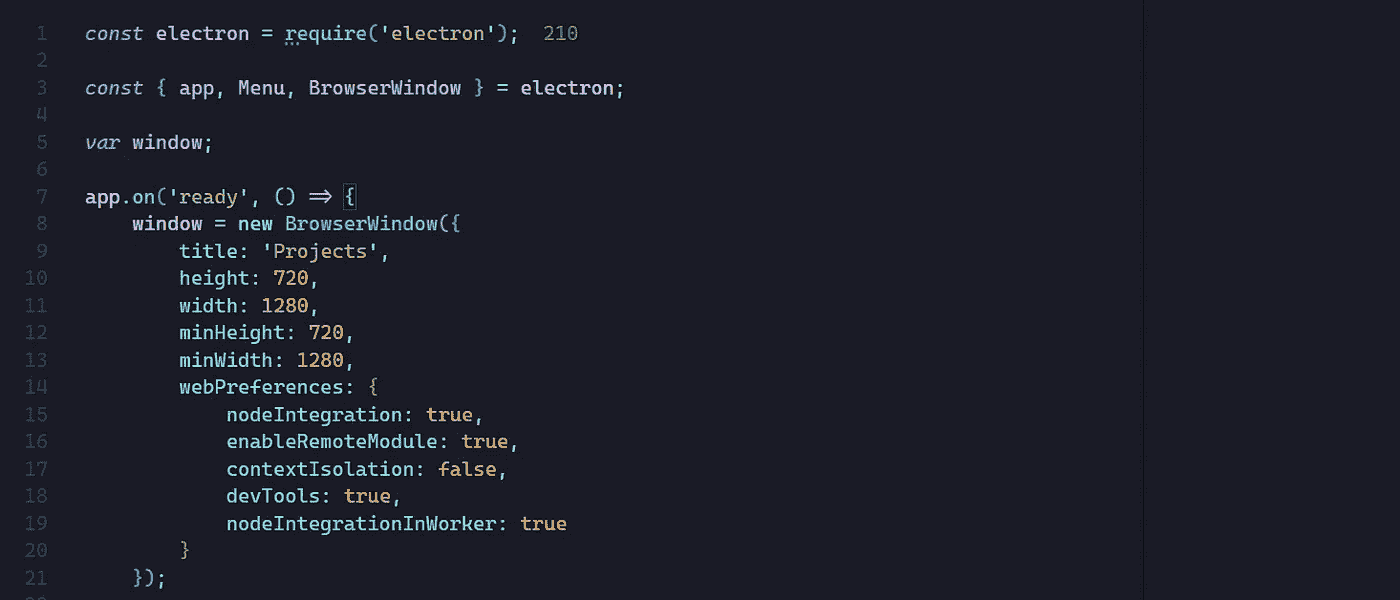 1 const electron = require('electron'); 210
2
3 const { app, Menu, BrowserWindow } = electron;
4
5 var window;
6
7 app.on('ready', () => {
8 window = new BrowserWindow({
9 title: 'Projects',
10 height: 720,
11 width: 1280,
12 minHeight: 720,
13 minWidth: 1280,
14 webPreferences: {
15 nodeIntegration: true,
16 enableRemoteModule: true,
17 contextIsolation: false,
18 devTools: true,
19 nodeIntegrationInWorker: true
20 }
21 });